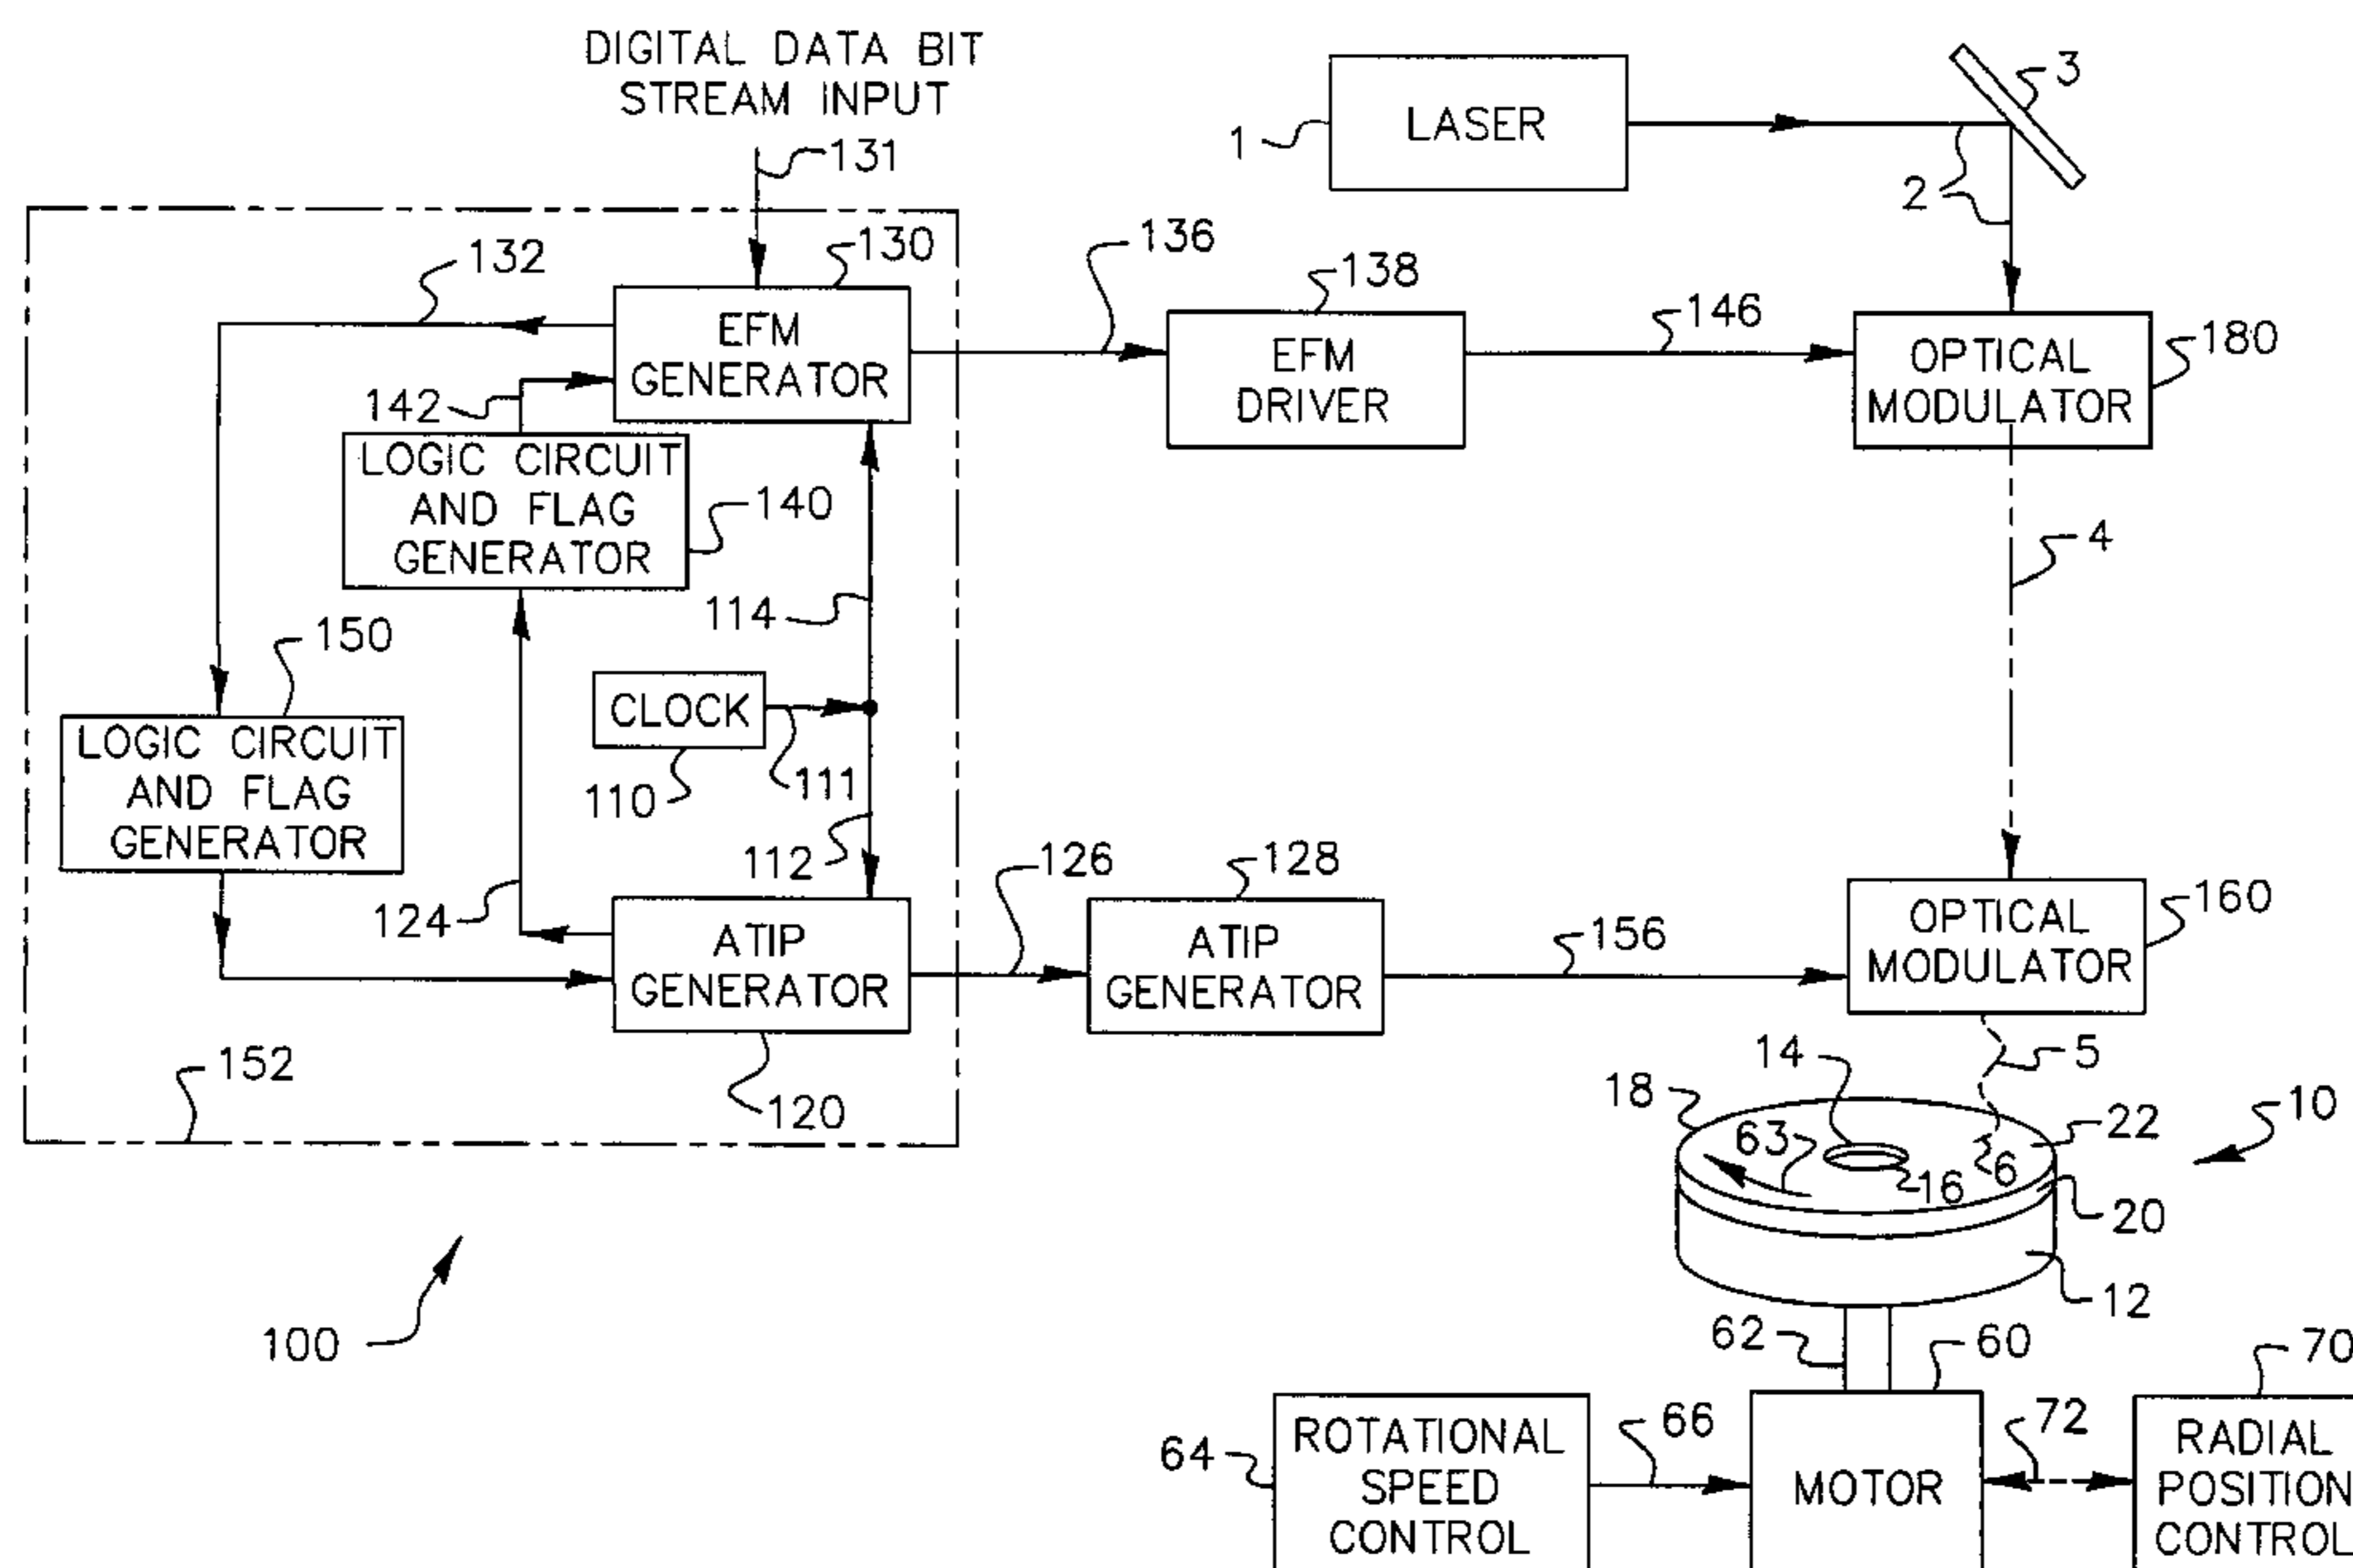 DIGITAL DATA BIT
STREAM INPUT
131
LASER
1
3
2
132
130
136
138
146
180
EFM
GENERATOR
EFM
DRIVER
OPTICAL
MODULATOR
142
LOGIC CIRCUIT
AND FLAG
GENERATOR
140
4
114
150
CLOCK
110
111
LOGIC CIRCUIT
AND FLAG
GENERATOR
112
124
126
128
156
160
ATIP
GENERATOR
ATIP
GENERATOR
OPTICAL
MODULATOR
152
120
14
5
18
10
63
22
6
16
20
12
100
62
60
70
64
ROTATIONAL
SPEED
CONTROL
66
MOTOR
72
RADIAL
POSITION
CONTROL